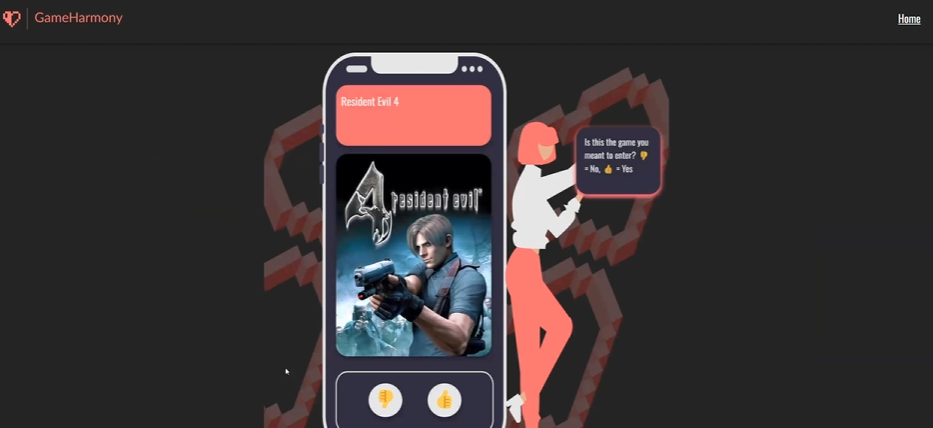 GameHarmony
Home
Resident Evil 4
4 resident evil
Is this the game you
meant to enter? 👎
= No, 👍 = Yes